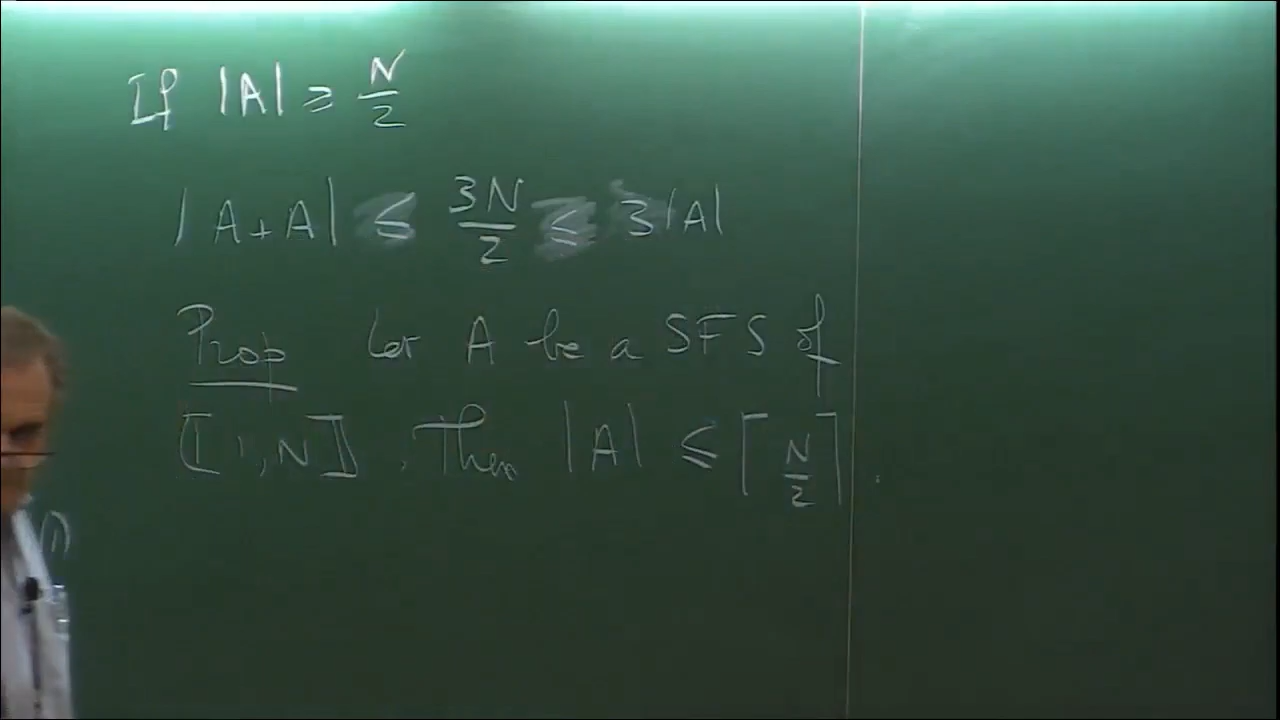 If |A| ≥ N/2
|A+A| ≤ 3N/2 ≤ 3|A|
Prop Let A be a SFS of
[1, N]. Then |A| ≤ ⌈N/2⌉.